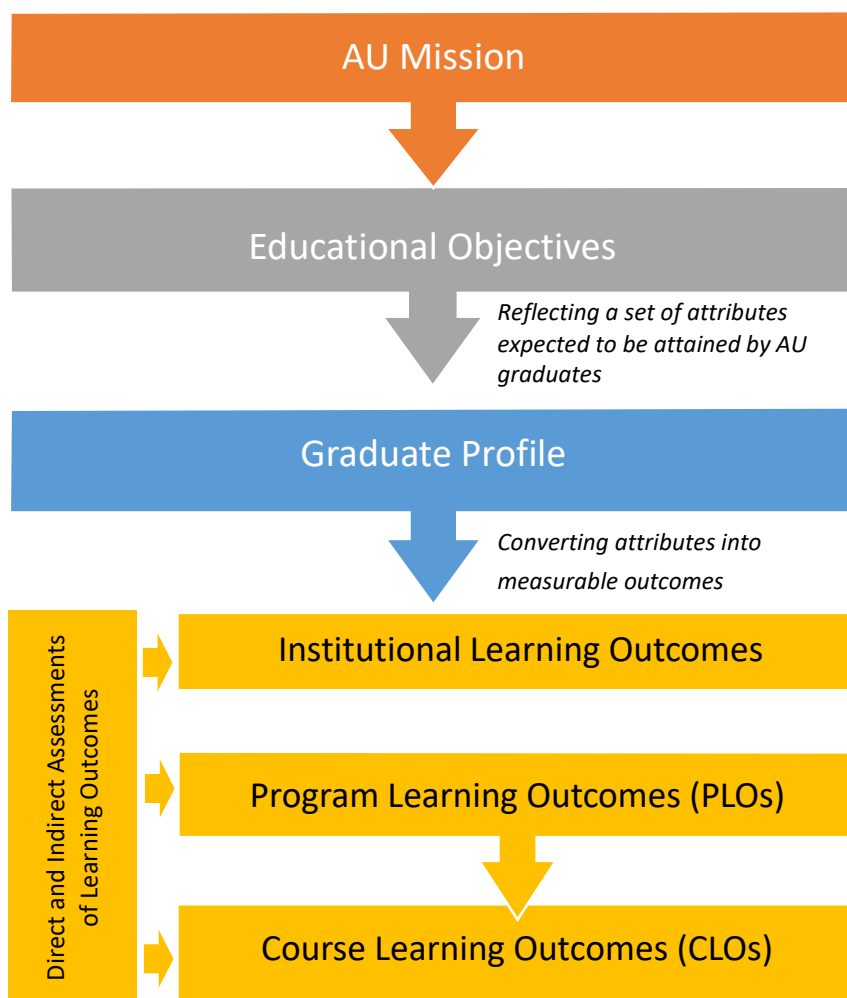 AU Mission
Educational Objectives
Reflecting a set of attributes
expected to be attained by AU
graduates
Graduate Profile
Converting attributes into
measurable outcomes
Direct and Indirect Assessments
of Learning Outcomes
Institutional Learning Outcomes
Program Learning Outcomes (PLOs)
Course Learning Outcomes (CLOs)